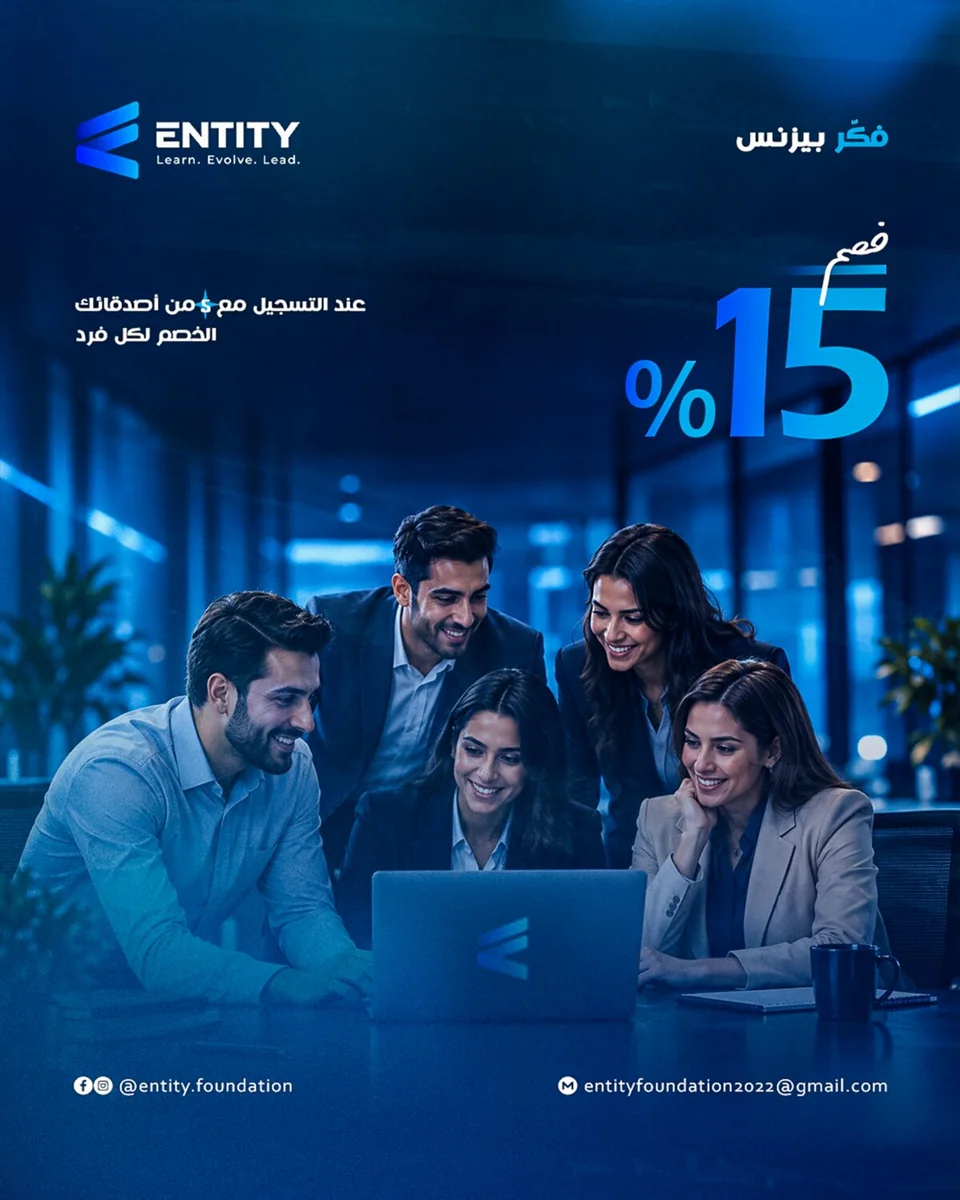 ENTITY
Learn. Evolve. Lead.
فكّر بيزنس
خصم
%15
عند التسجيل مع 5 من أصدقائك
الخصم لكل فرد
@entity.foundation
entityfoundation2022@gmail.com